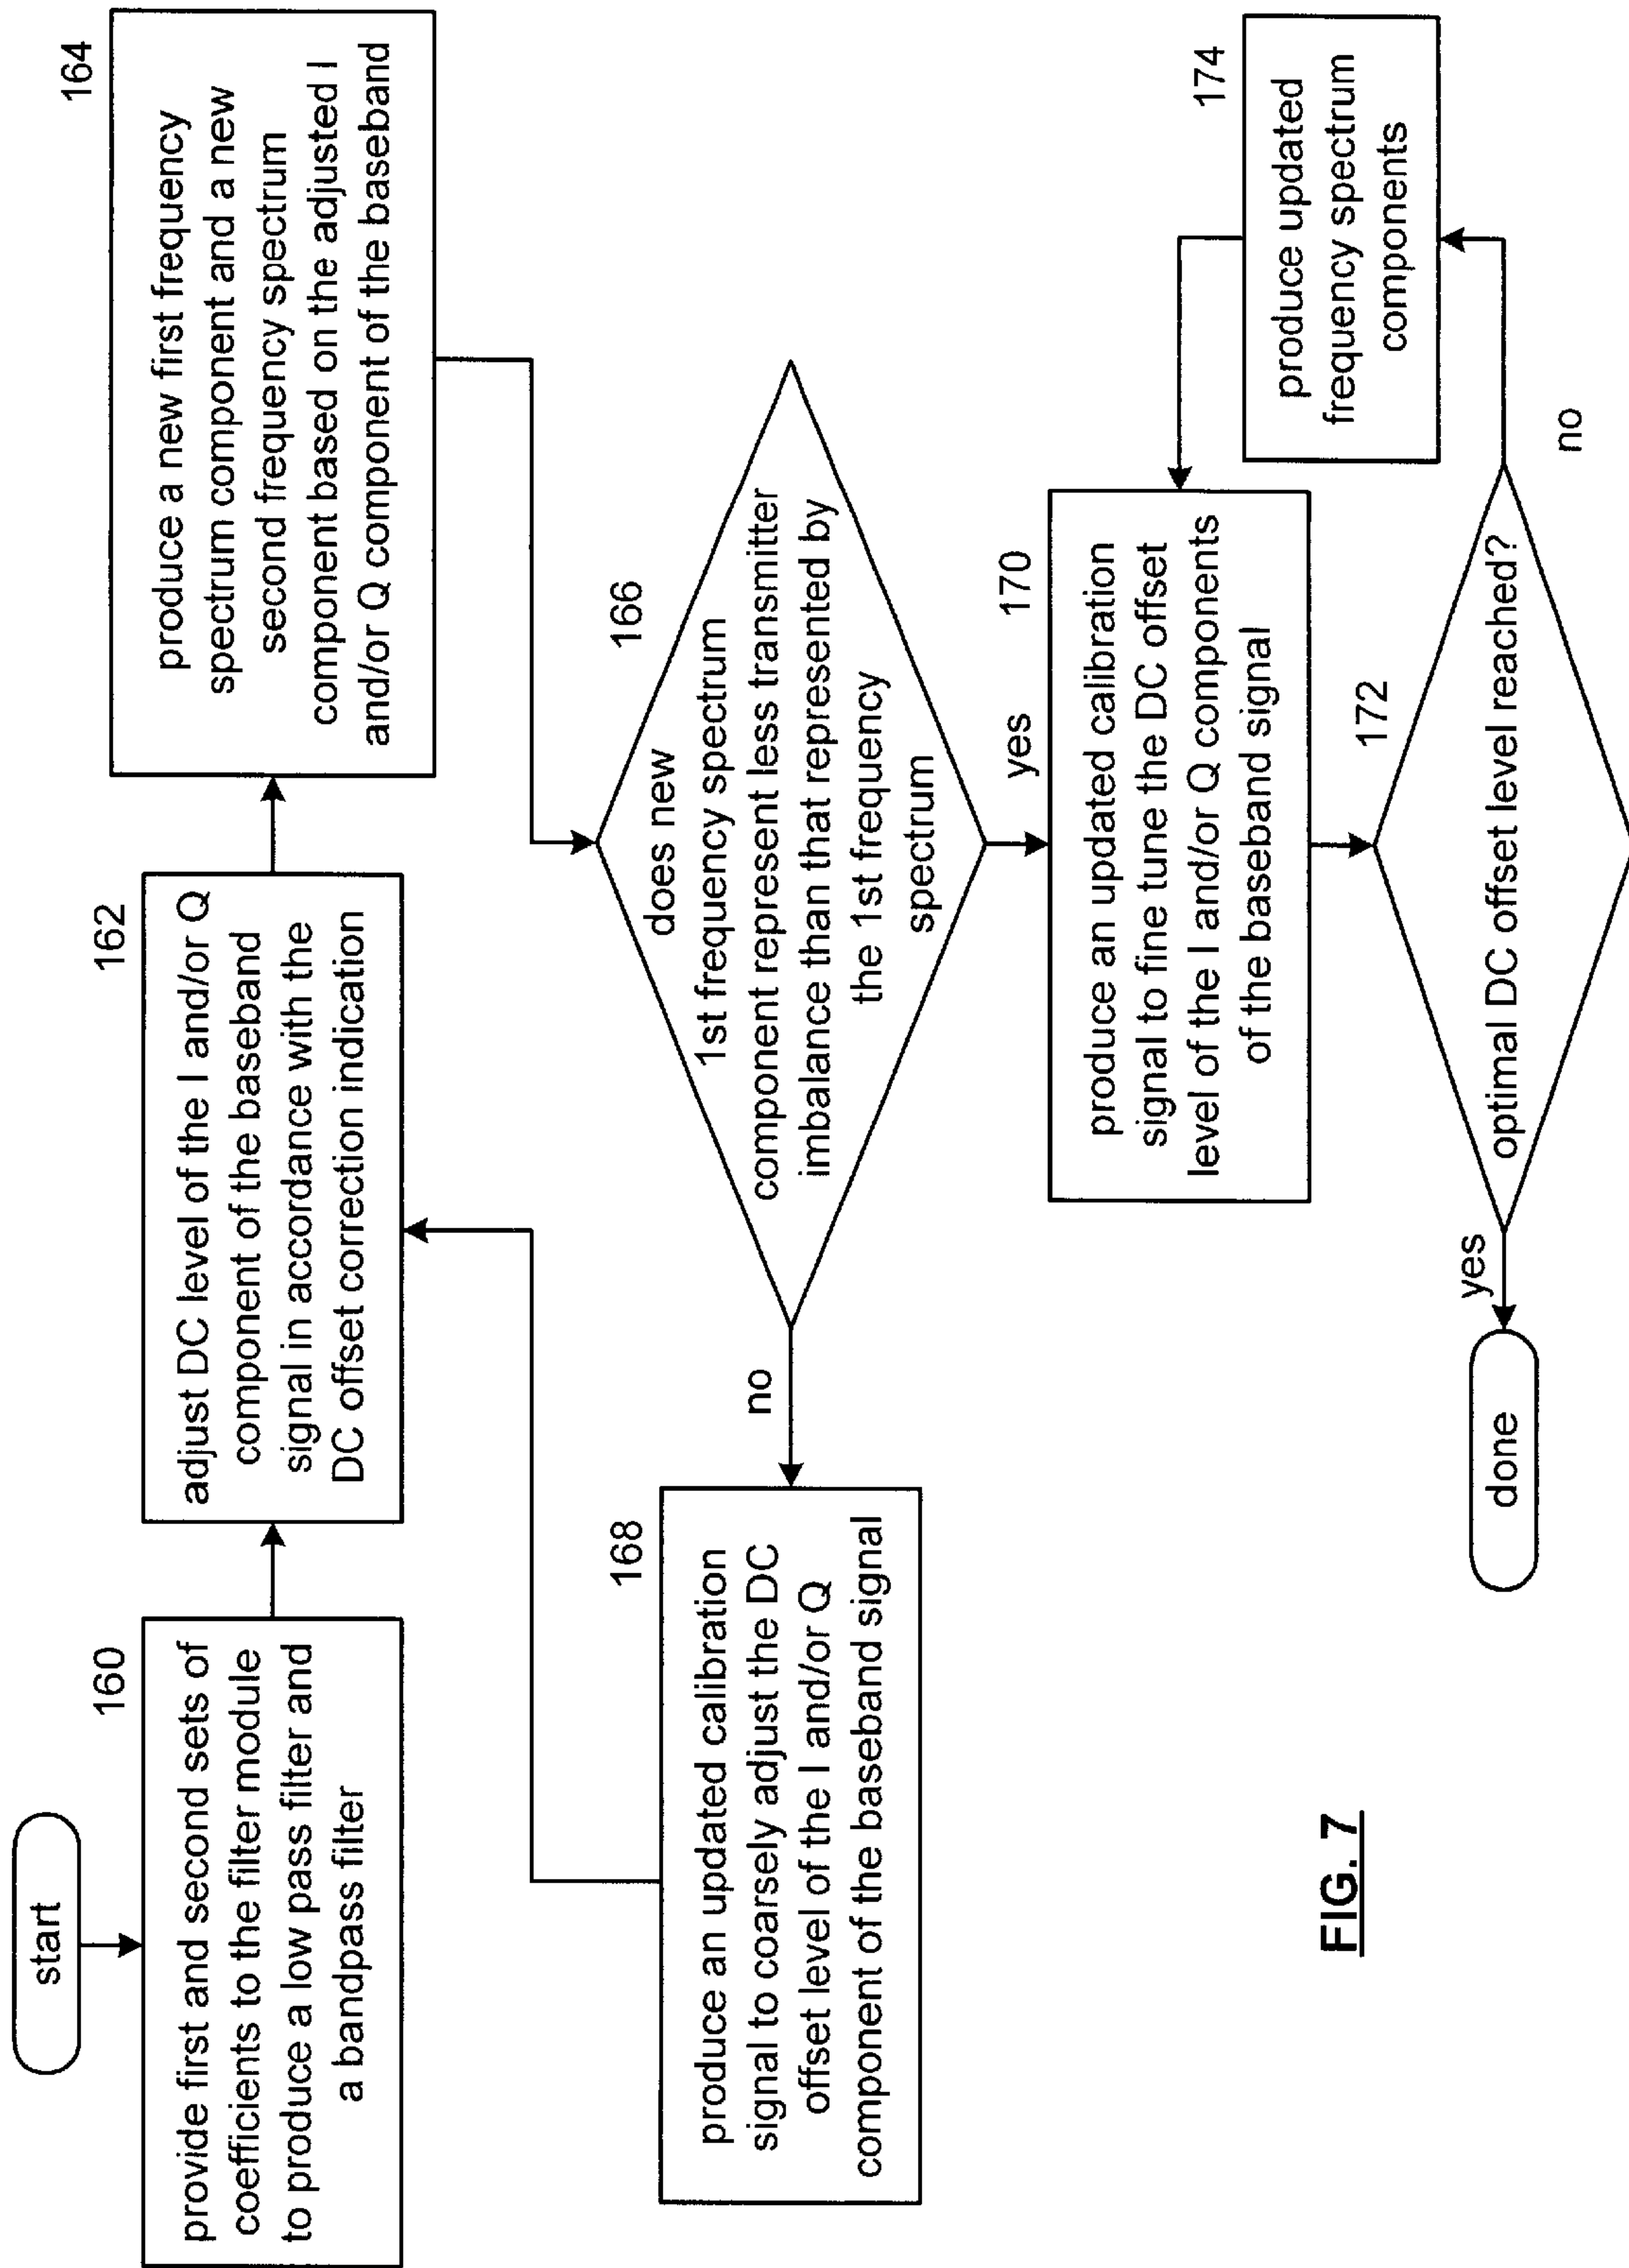 start
160
provide first and second sets of
coefficients to the filter module
to produce a low pass filter and
a bandpass filter
162
adjust DC level of the I and/or Q
component of the baseband
signal in accordance with the
DC offset correction indication
164
produce a new first frequency
spectrum component and a new
second frequency spectrum
component based on the adjusted I
and/or Q component of the baseband
166
does new
1st frequency spectrum
component represent less transmitter
imbalance than that represented by
the 1st frequency
spectrum
no
yes
168
produce an updated calibration
signal to coarsely adjust the DC
offset level of the I and/or Q
component of the baseband signal
170
produce an updated calibration
signal to fine tune the DC offset
level of the I and/or Q components
of the baseband signal
172
optimal DC offset level reached?
yes
no
done
174
produce updated
frequency spectrum
components
FIG. 7